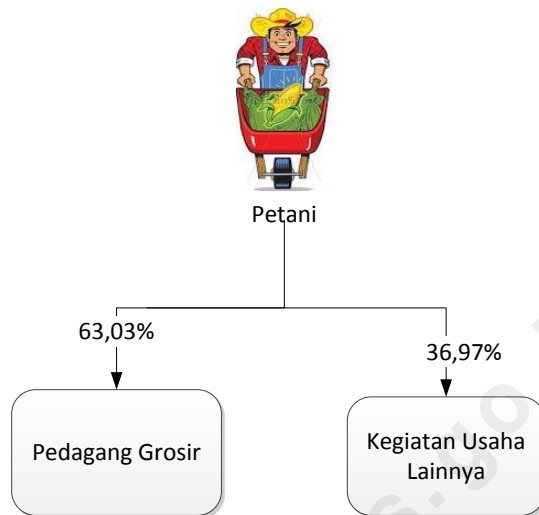 Petani
63,03%
36,97%
Pedagang Grosir
Kegiatan Usaha
Lainnya